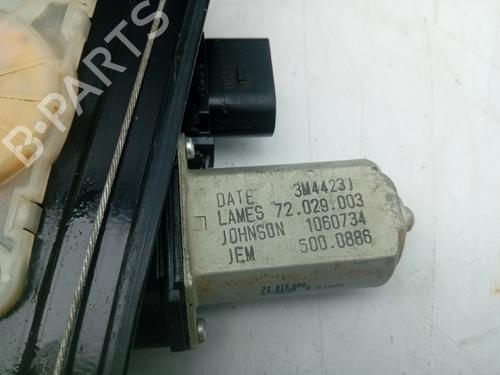 B-PARTS
DATE 3M4423J
LAMES 72.029.003
JOHNSON 1060734
JEM 500.0886